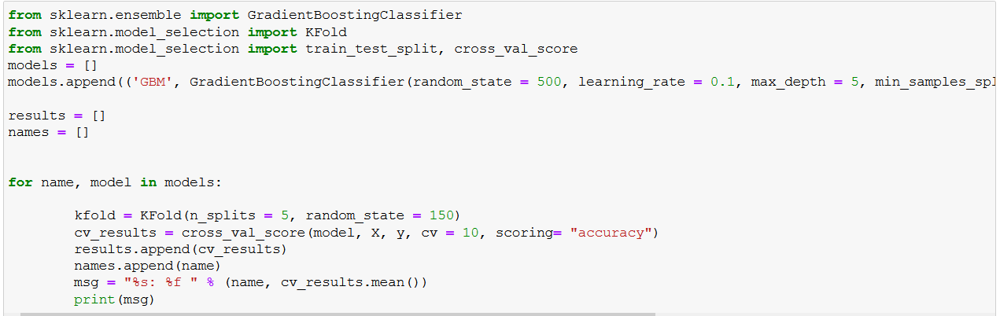 from sklearn.ensemble import GradientBoostingClassifier
from sklearn.model_selection import KFold
from sklearn.model_selection import train_test_split, cross_val_score
models = []
models.append(('GBM', GradientBoostingClassifier(random_state = 500, learning_rate = 0.1, max_depth = 5, min_samples_spl
results = []
names = []
for name, model in models:
kfold = KFold(n_splits = 5, random_state = 150)
cv_results = cross_val_score(model, X, y, cv = 10, scoring= "accuracy")
results.append(cv_results)
names.append(name)
msg = "%s: %f " % (name, cv_results.mean())
print(msg)